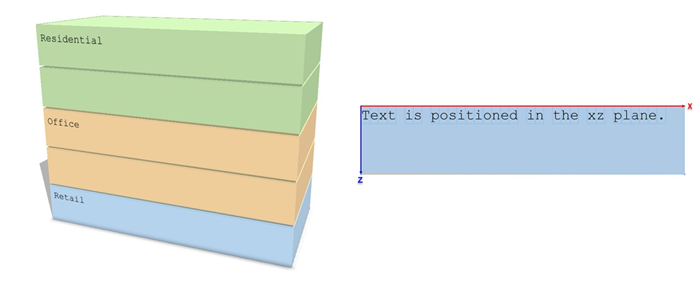 Residential
Office
Retail
Text is positioned in the xz plane.
X
Z